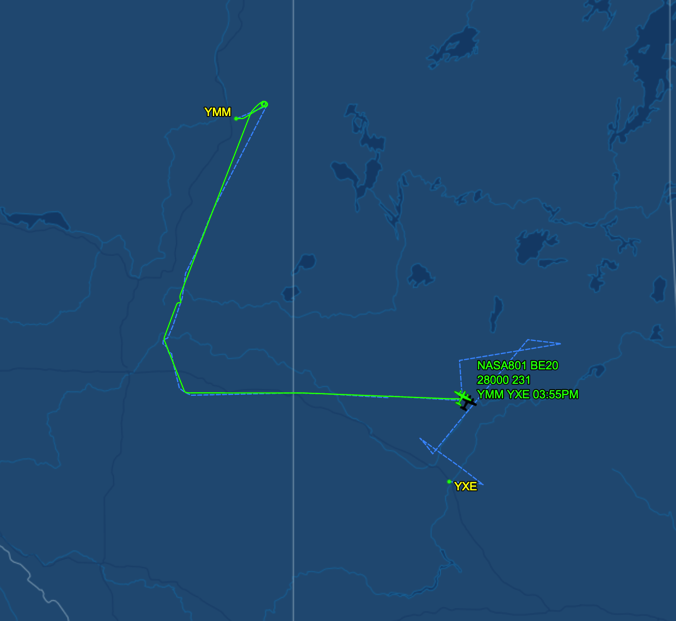 YMM
NASA801 BE20
28000 231
YMM YXE 03:55PM
YXE